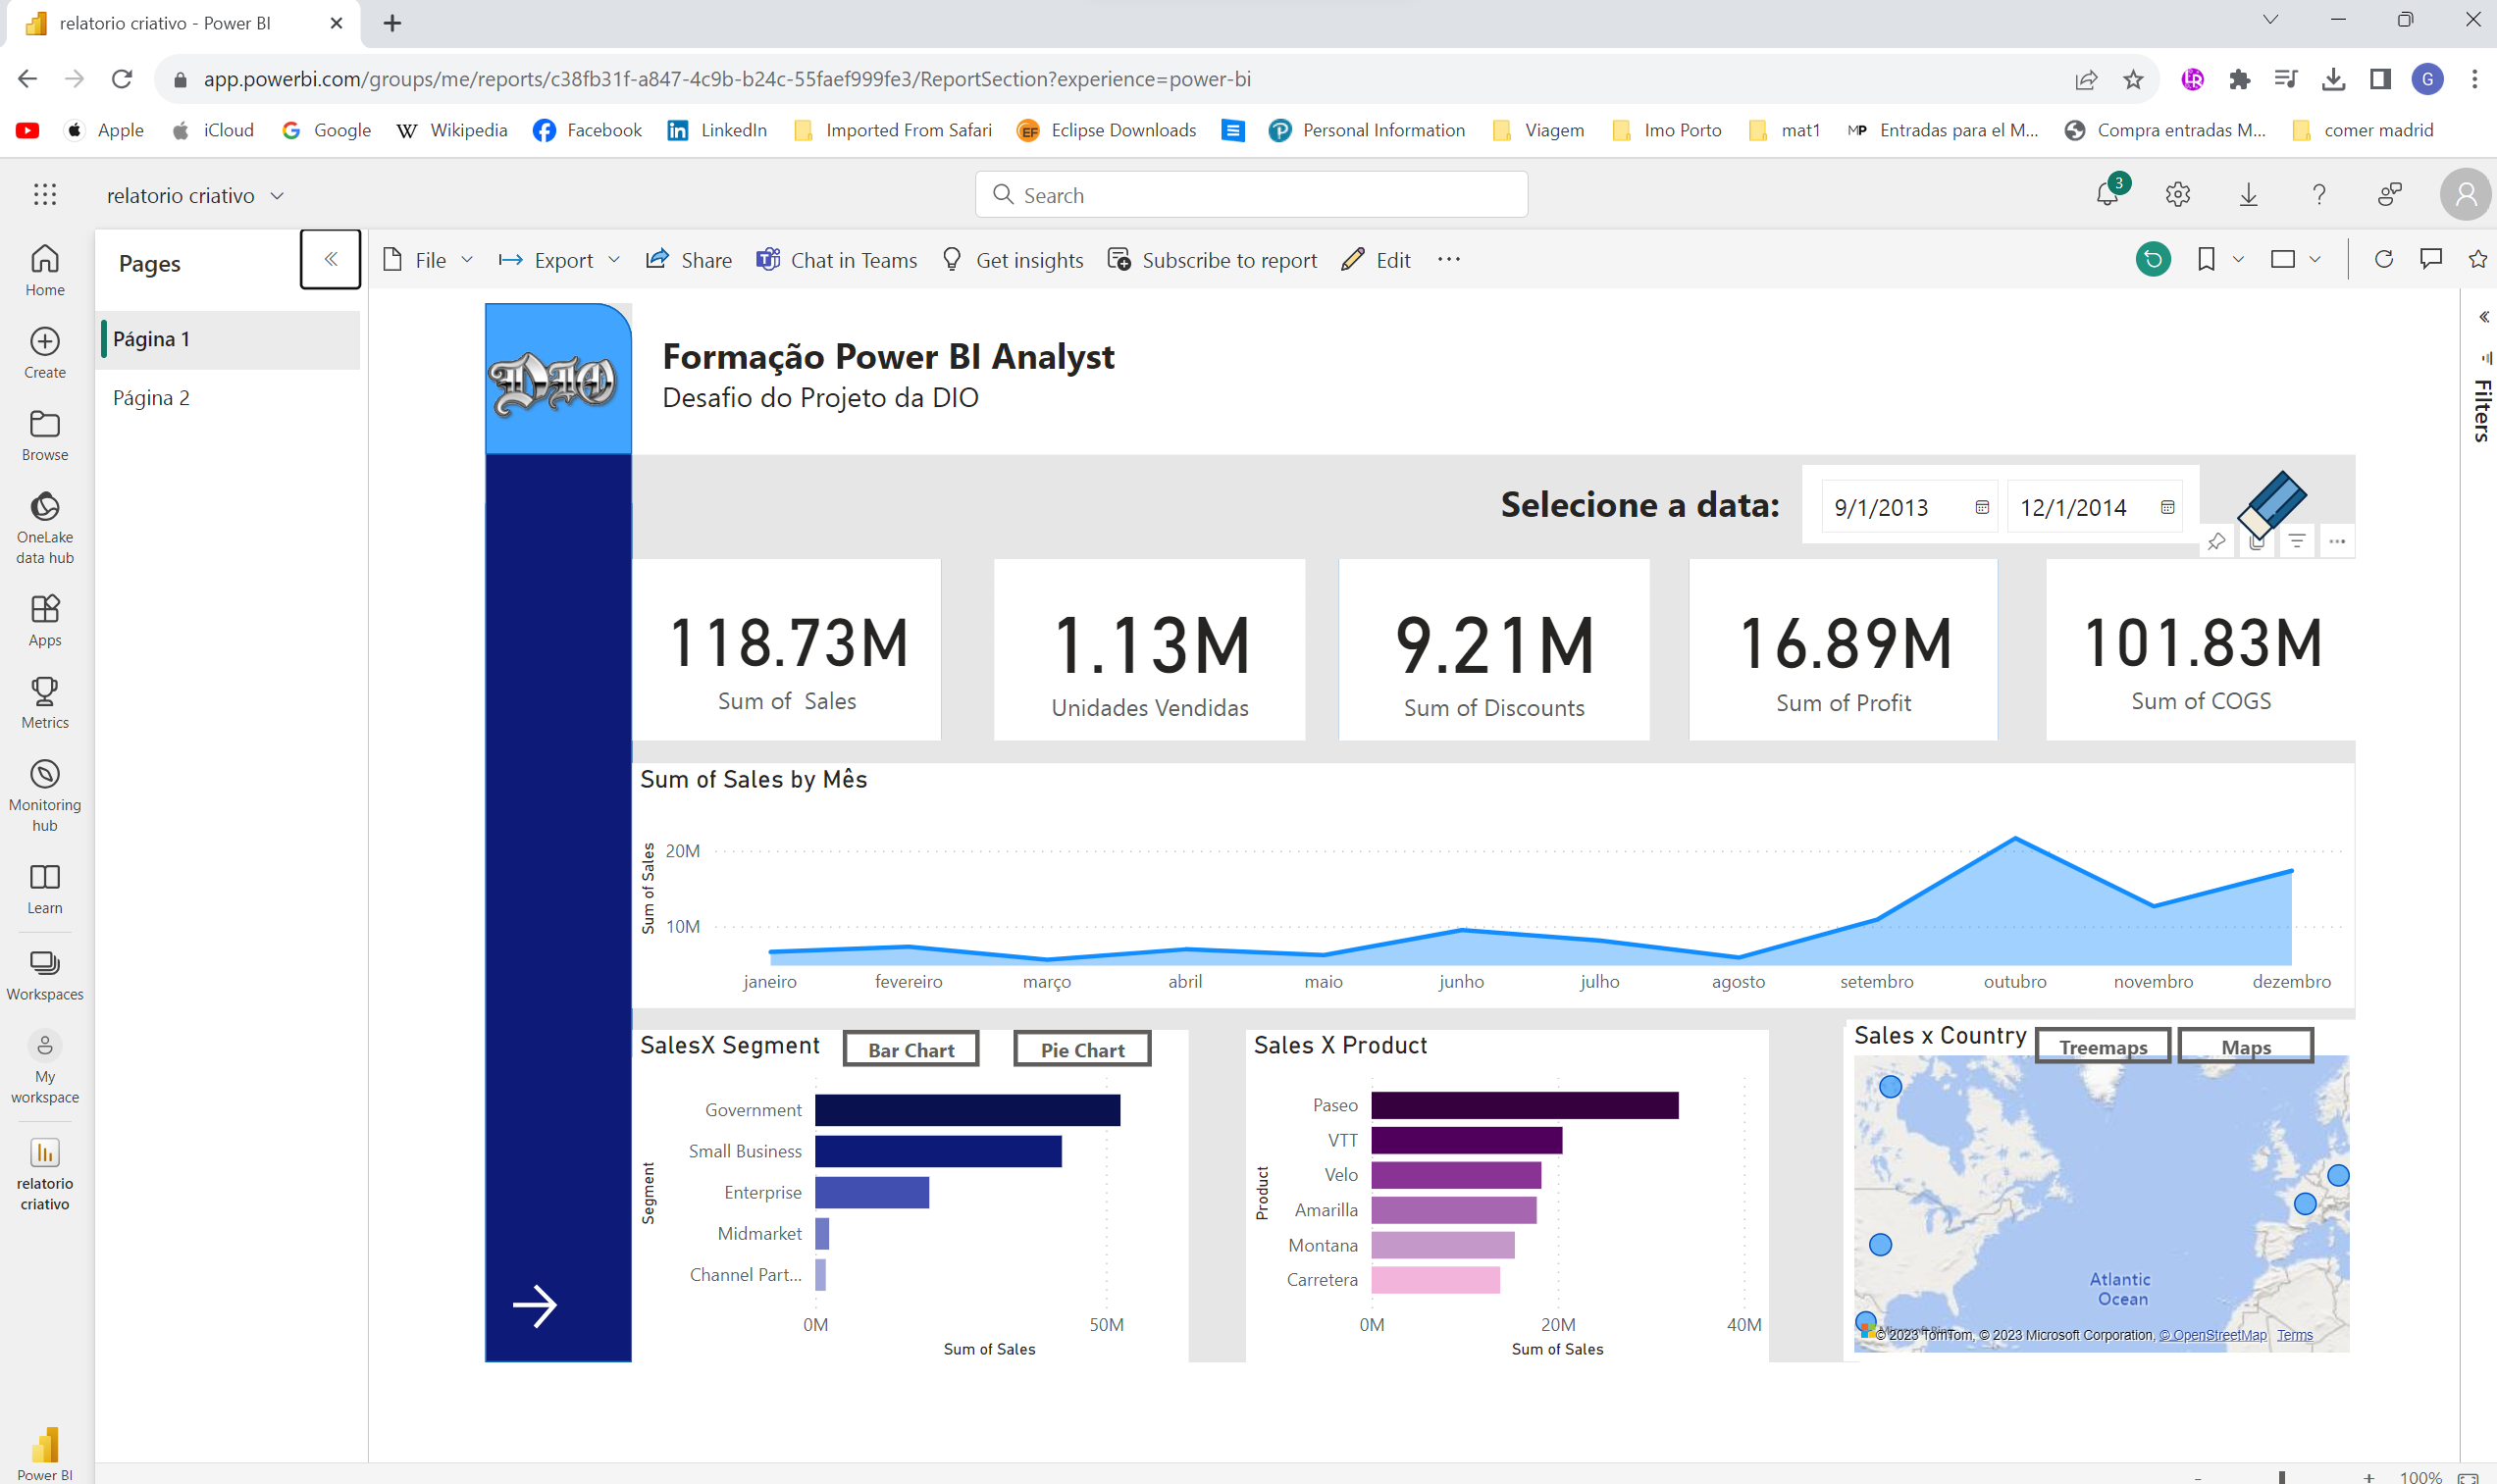 relatorio criativo - Power BI
app.powerbi.com/groups/me/reports/c38fb31f-a847-4c9b-b24c-55faef999fe3/ReportSection?experience=power-bi
G
Apple iCloud Google Wikipedia Facebook LinkedIn Imported From Safari Eclipse Downloads Personal Information Viagem Imo Porto mat1 Entradas para el M... Compra entradas M... comer madrid
relatorio criativo
Search
3
Home
Create
Browse
OneLake
data hub
Apps
Metrics
Monitoring
hub
Learn
Workspaces
My
workspace
relatorio
criativo
Power BI
Pages
Página 1
Página 2
File Export Share Chat in Teams Get insights Subscribe to report Edit
Filters
DIO
Formação Power BI Analyst
Desafio do Projeto da DIO
Selecione a data:
9/1/2013 12/1/2014
118.73M
Sum of Sales
1.13M
Unidades Vendidas
9.21M
Sum of Discounts
16.89M
Sum of Profit
101.83M
Sum of COGS
Sum of Sales by Mês
Sum of Sales
20M
10M
janeiro fevereiro março abril maio junho julho agosto setembro outubro novembro dezembro
SalesX Segment
Bar Chart Pie Chart
Segment
Government
Small Business
Enterprise
Midmarket
Channel Part...
0M 50M
Sum of Sales
Sales X Product
Product
Paseo
VTT
Velo
Amarilla
Montana
Carretera
0M 20M 40M
Sum of Sales
Sales x Country
Treemaps Maps
Atlantic
Ocean
© 2023 TomTom, © 2023 Microsoft Corporation, © OpenStreetMap Terms
100%